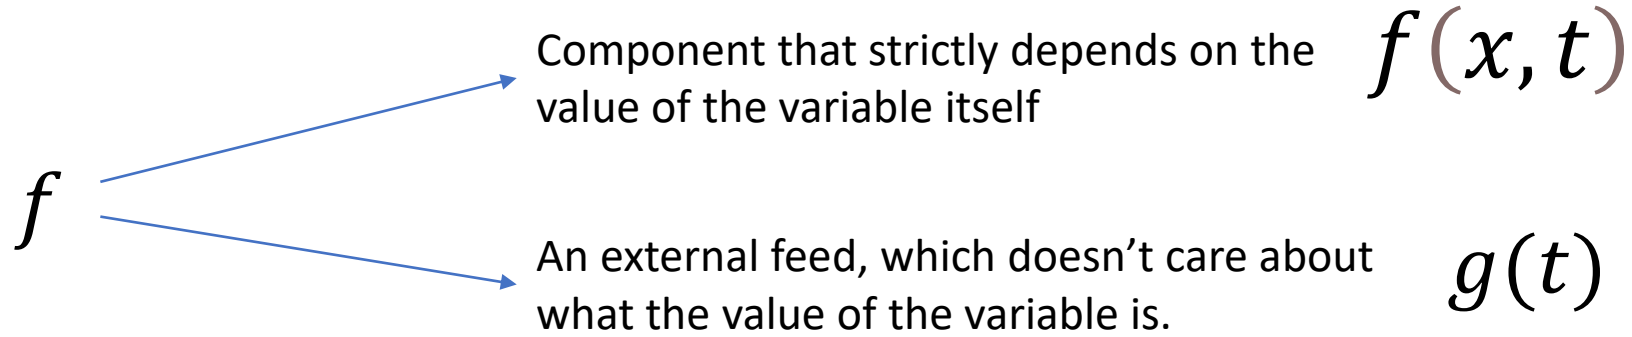 Component that strictly depends on the
value of the variable itself
f(x, t)
f
An external feed, which doesn’t care about
what the value of the variable is.
g(t)